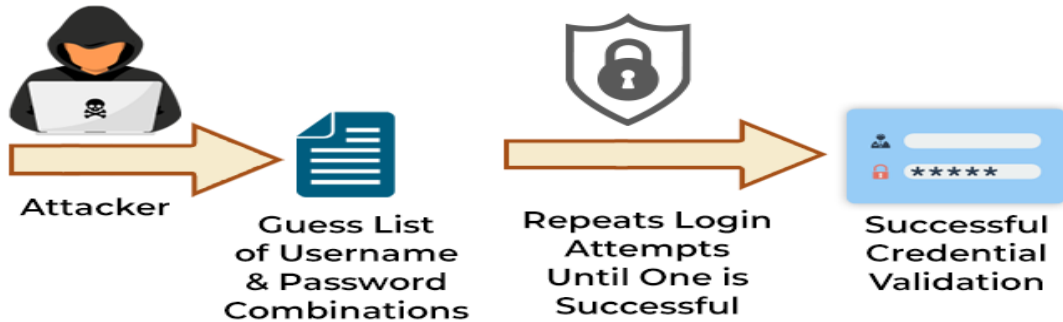 Attacker
Guess List
of Username
& Password
Combinations
Repeats Login
Attempts
Until One is
Successful
*****
Successful
Credential
Validation